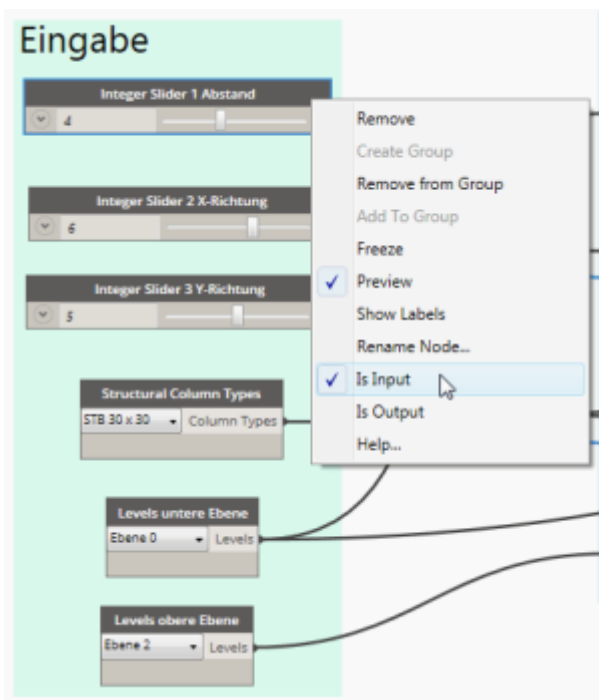 Eingabe
Integer Slider 1 Abstand
4
Integer Slider 2 X-Richtung
6
Integer Slider 3 Y-Richtung
5
Structural Column Types
STB 30 x 30 Column Types
Levels untere Ebene
Ebene 0 Levels
Levels obere Ebene
Ebene 2 Levels
Remove
Create Group
Remove from Group
Add To Group
Freeze
Preview
Show Labels
Rename Node...
Is Input
Is Output
Help...